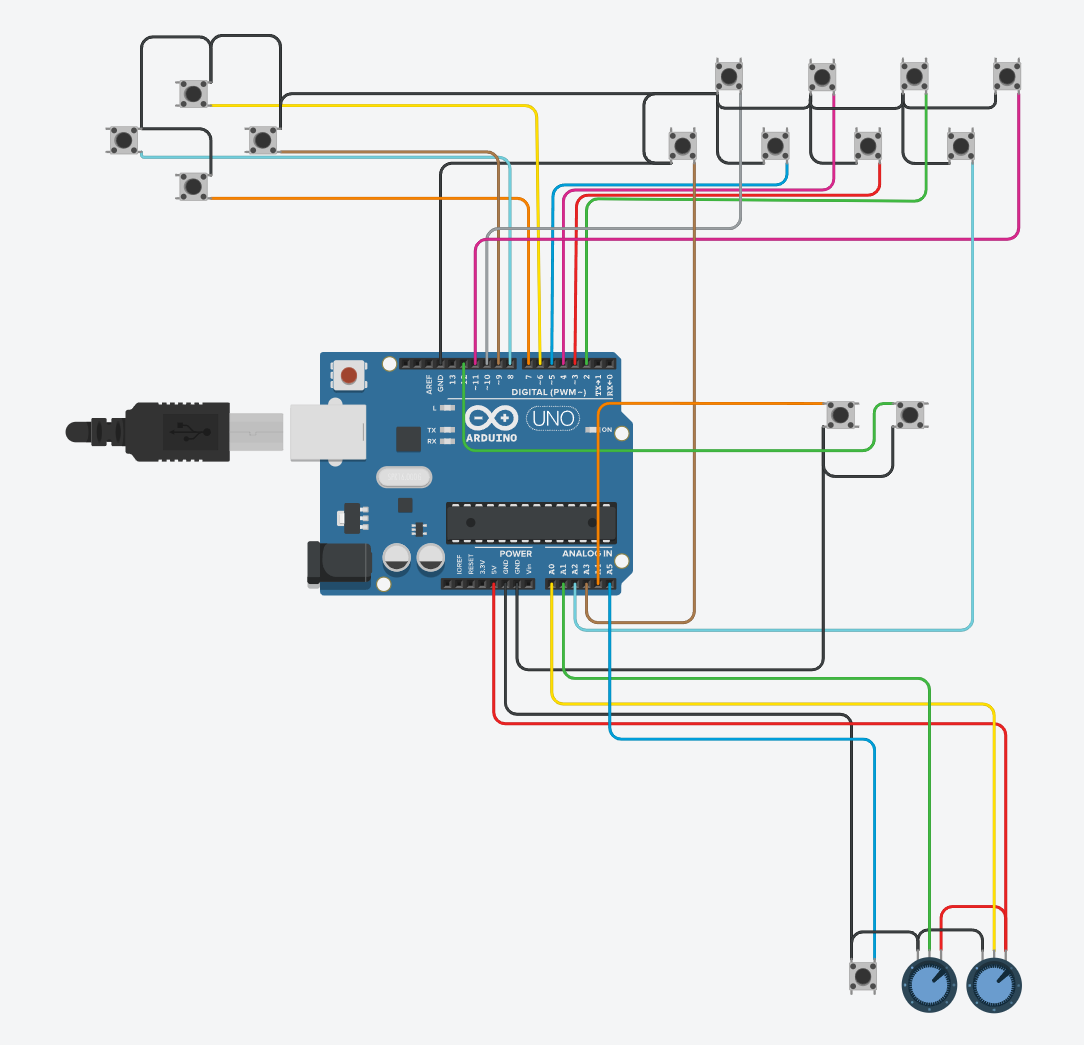 AREF
GND
13
~11
~10
~9
8
7
~6
~5
4
~3
2
TX→1
RX←0
DIGITAL (PWM~)
L
TX
RX
ARDUINO
UNO
ON
POWER
ANALOG IN
IOREF
RESET
3.3V
5V
GND
GND
Vin
A0
A1
A2
A3
A5